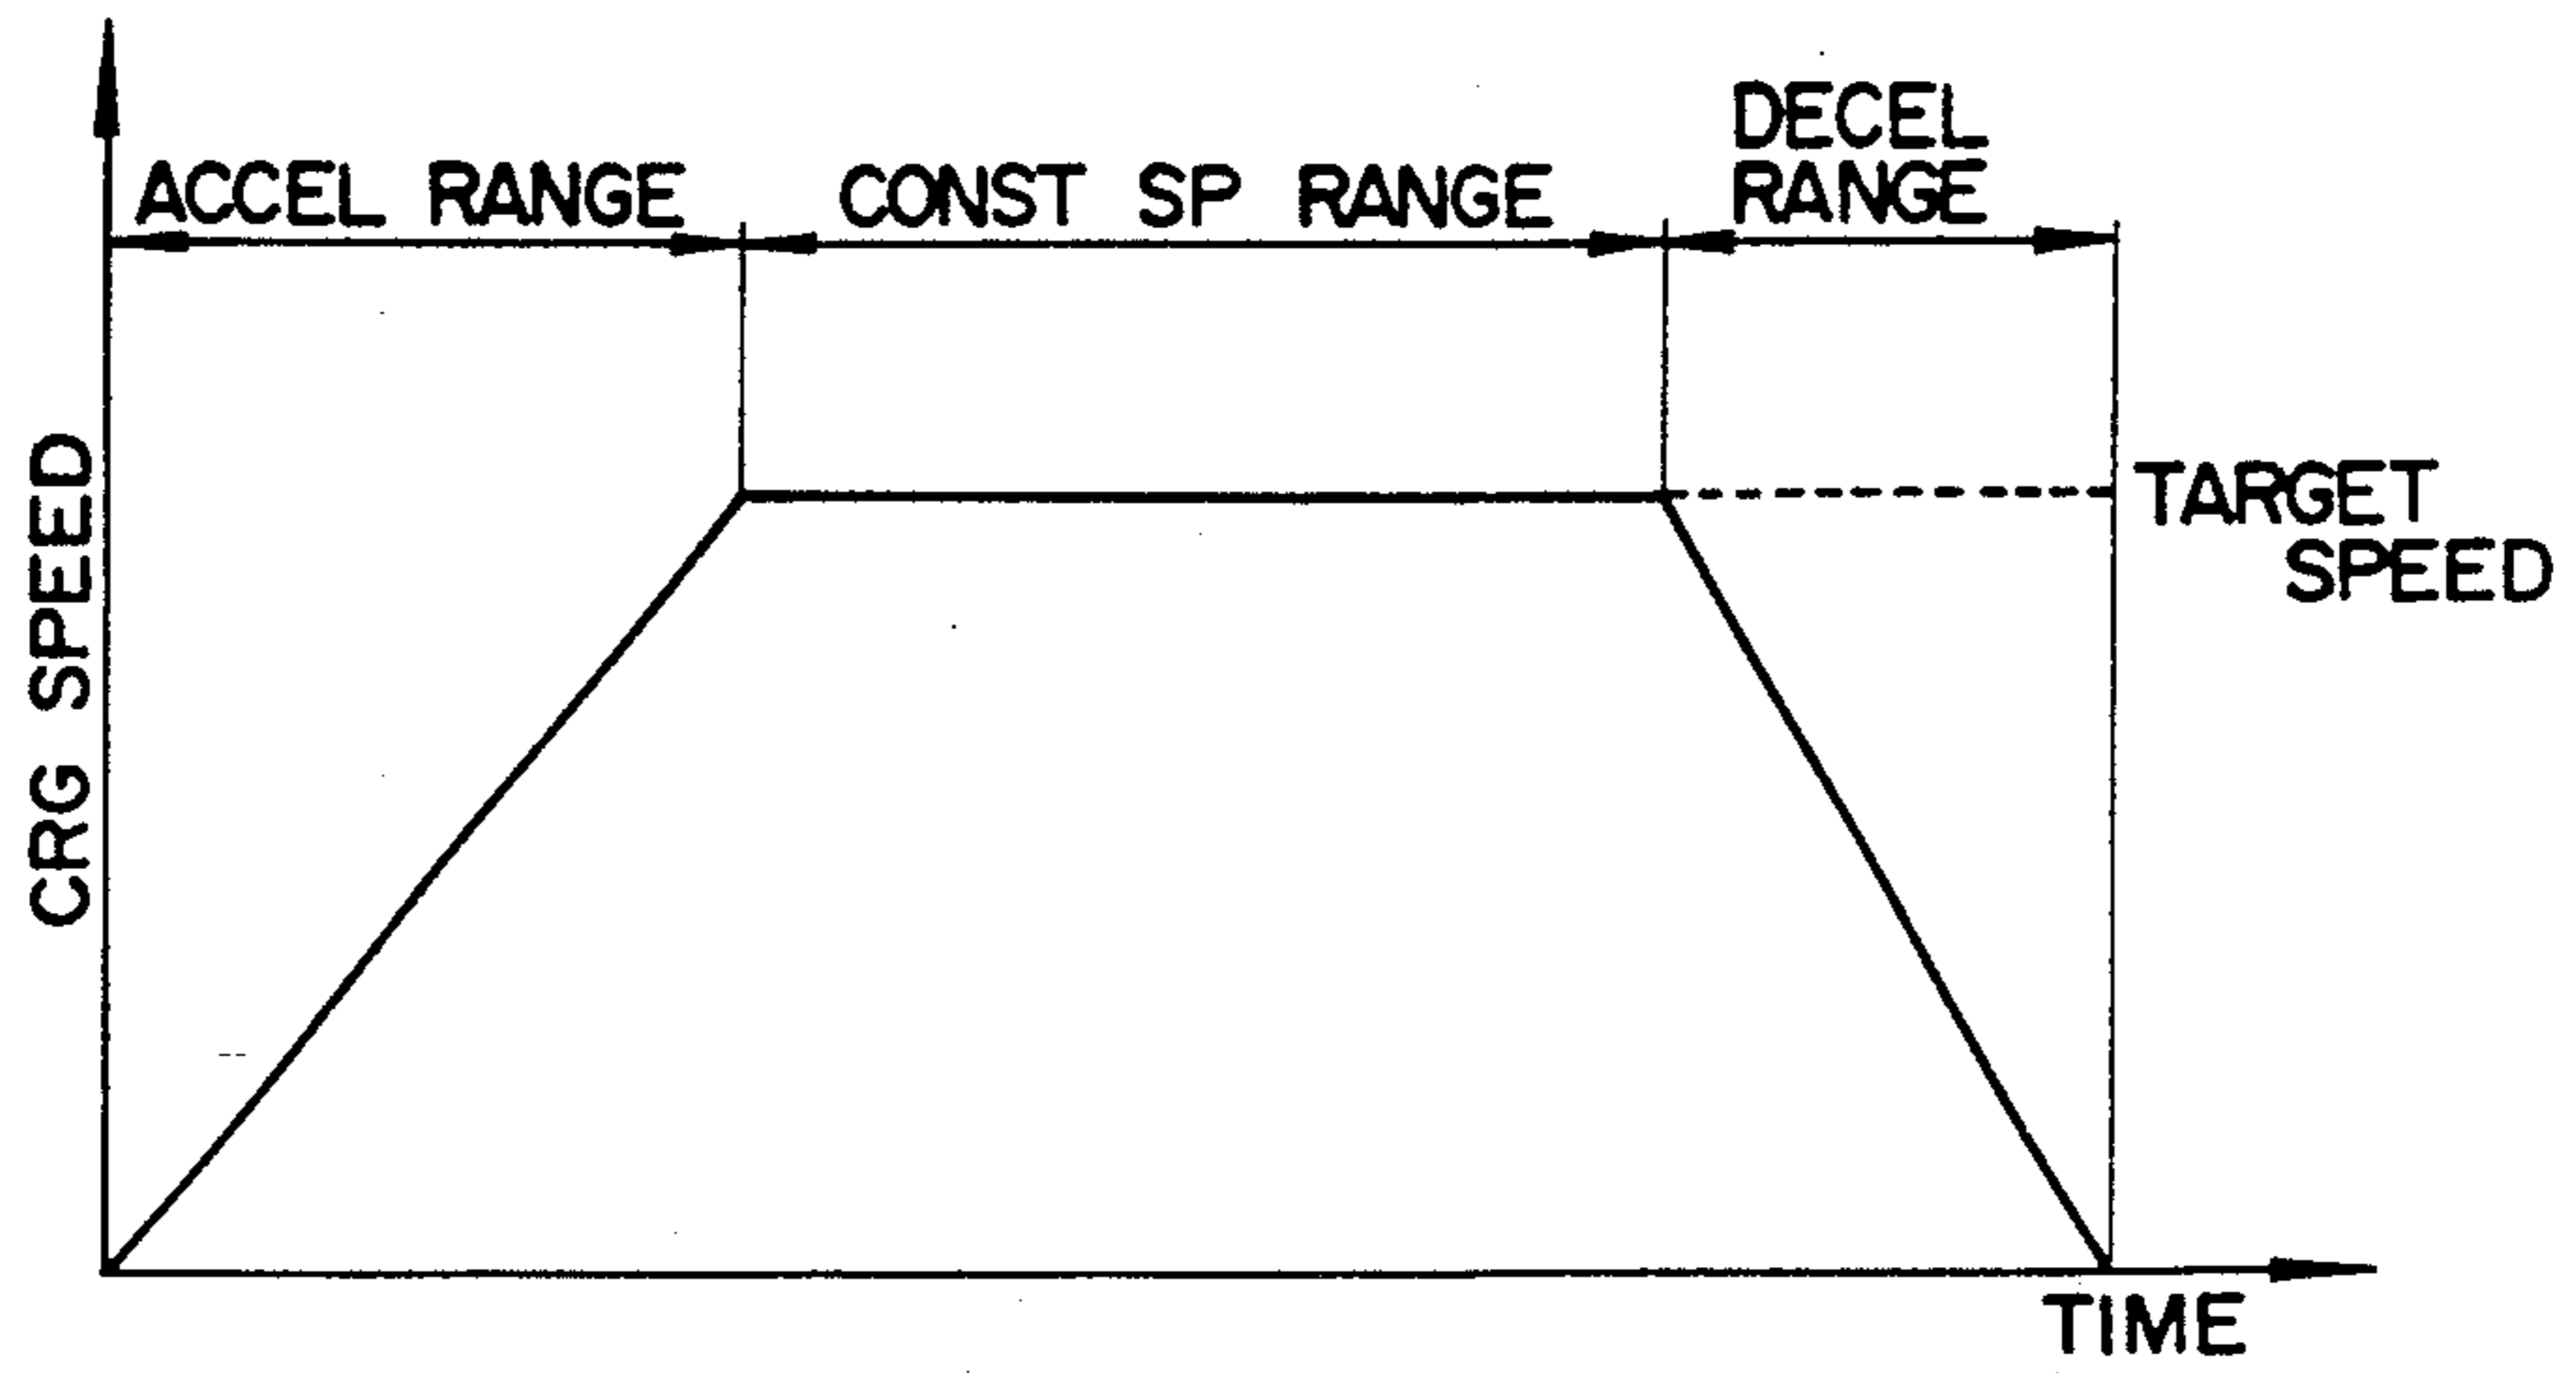 DECEL
RANGE
ACCEL RANGE
CONST SP RANGE
TARGET
SPEED
CRG SPEED
TIME